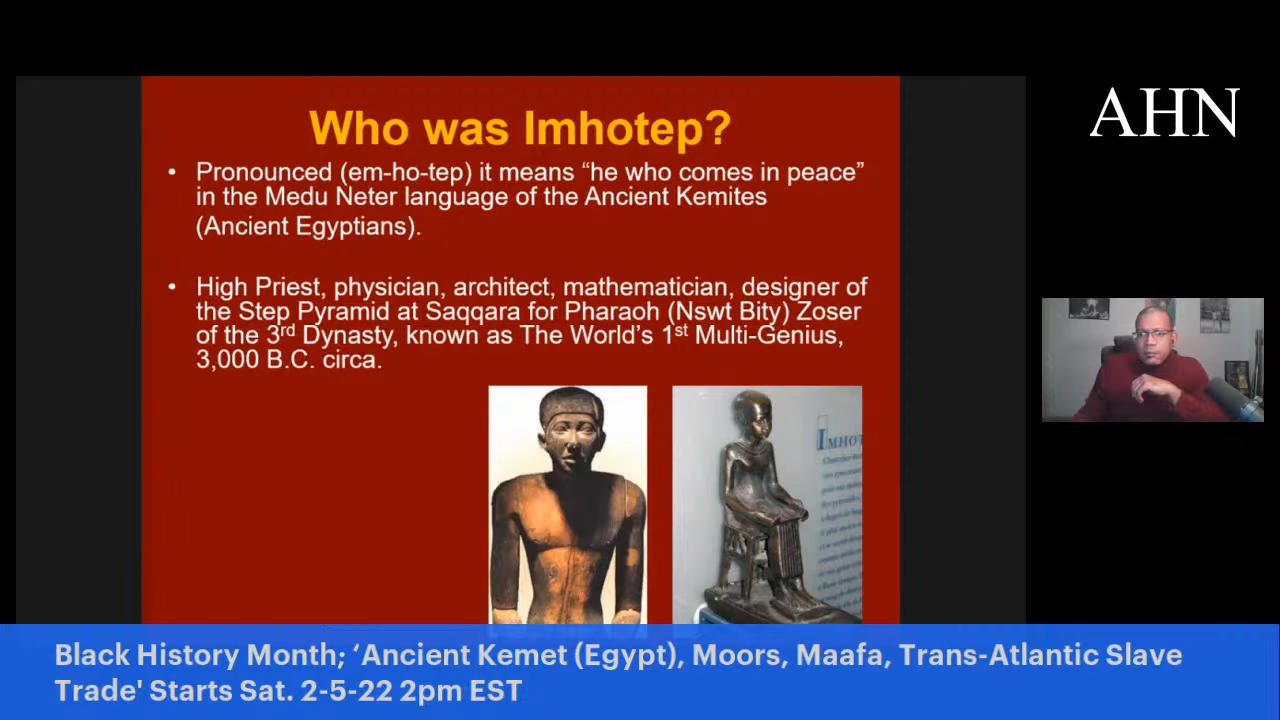 AHN
Who was Imhotep?
• Pronounced (em-ho-tep) it means “he who comes in peace”
in the Medu Neter language of the Ancient Kemites
(Ancient Egyptians).
• High Priest, physician, architect, mathematician, designer of
the Step Pyramid at Saqqara for Pharaoh (Nswt Bity) Zoser
of the 3rd Dynasty, known as The World’s 1st Multi-Genius,
3,000 B.C. circa.
IMHOT
Black History Month; ‘Ancient Kemet (Egypt), Moors, Maafa, Trans-Atlantic Slave
Trade' Starts Sat. 2-5-22 2pm EST